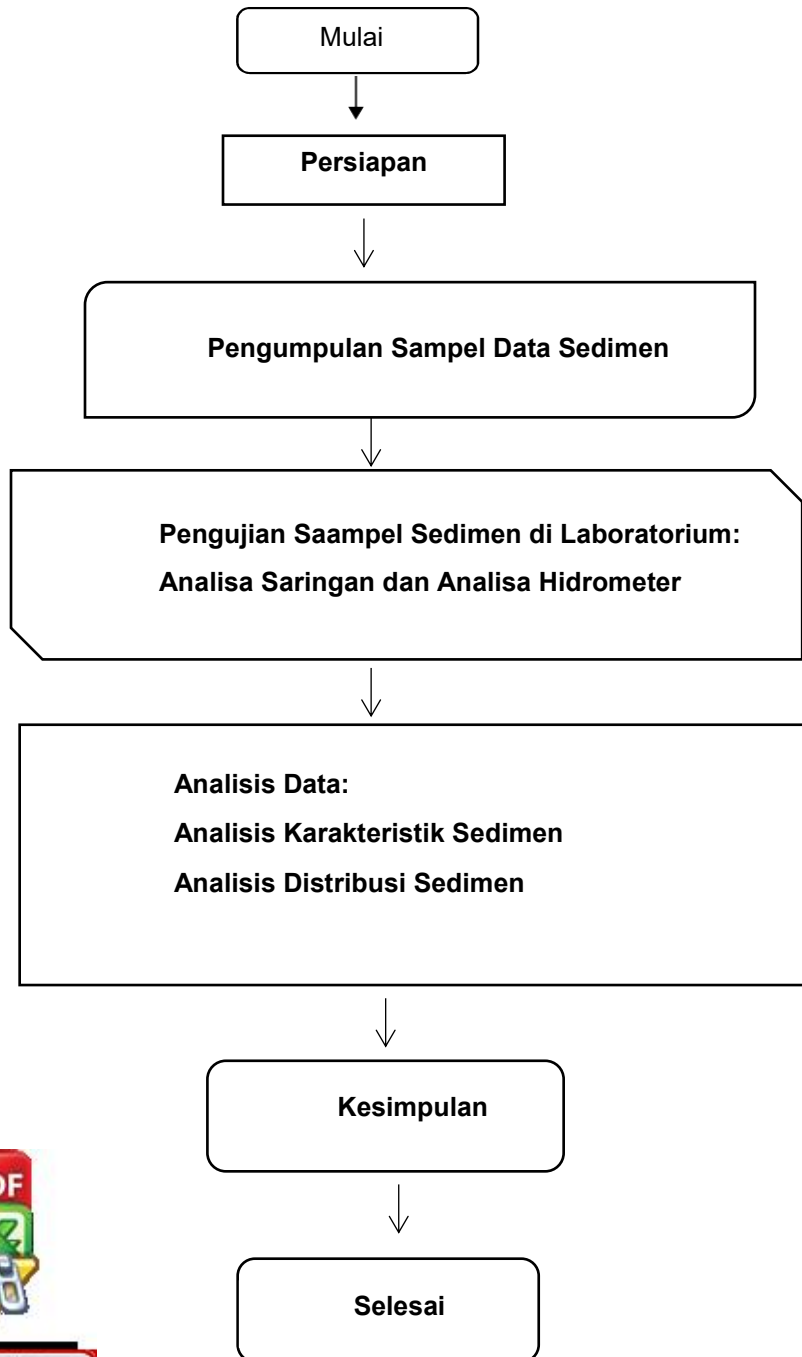 Mulai
Persiapan
Pengumpulan Sampel Data Sedimen
Pengujian Saampel Sedimen di Laboratorium:
Analisa Saringan dan Analisa Hidrometer
Analisis Data:
Analisis Karakteristik Sedimen
Analisis Distribusi Sedimen
Kesimpulan
Selesai